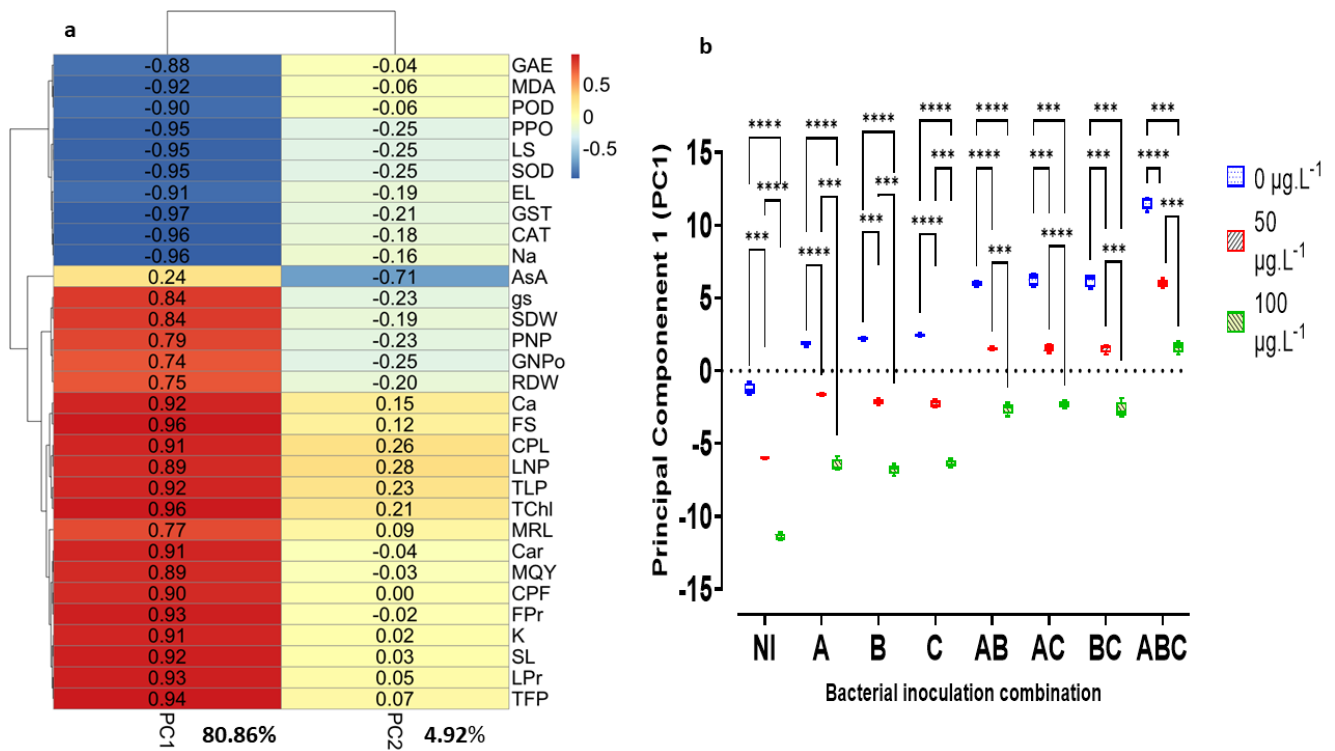 a
-0.88 -0.04 GAE
-0.92 -0.06 MDA
-0.90 -0.06 POD
-0.95 -0.25 PPO
-0.95 -0.25 LS
-0.95 -0.25 SOD
-0.91 -0.19 EL
-0.97 -0.21 GST
-0.96 -0.18 CAT
-0.96 -0.16 Na
0.24 -0.71 AsA
0.84 -0.23 gs
0.84 -0.19 SDW
0.79 -0.23 PNP
0.74 -0.25 GNPo
0.75 -0.20 RDW
0.92 0.15 Ca
0.96 0.12 FS
0.91 0.26 CPL
0.89 0.28 LNP
0.92 0.23 TLP
0.96 0.21 TChl
0.77 0.09 MRL
0.91 -0.04 Car
0.89 -0.03 MQY
0.90 0.00 CPF
0.93 -0.02 FPr
0.91 0.02 K
0.92 0.03 SL
0.93 0.05 LPr
0.94 0.07 TFP
PC1 80.86% PC2 4.92%
0.5
0
-0.5
b
Principal Componenent 1 (PC1)
15
10
5
0
-5
-10
-15
**** **** **** **** **** *** *** ***
**** *** *** *** **** *** *** ****
*** **** *** **** *** **** *** ***
NI A B C AB AC BC ABC
Bacterial inoculation combination
0 µg.L-1
50
µg.L-1
100
µg.L-1